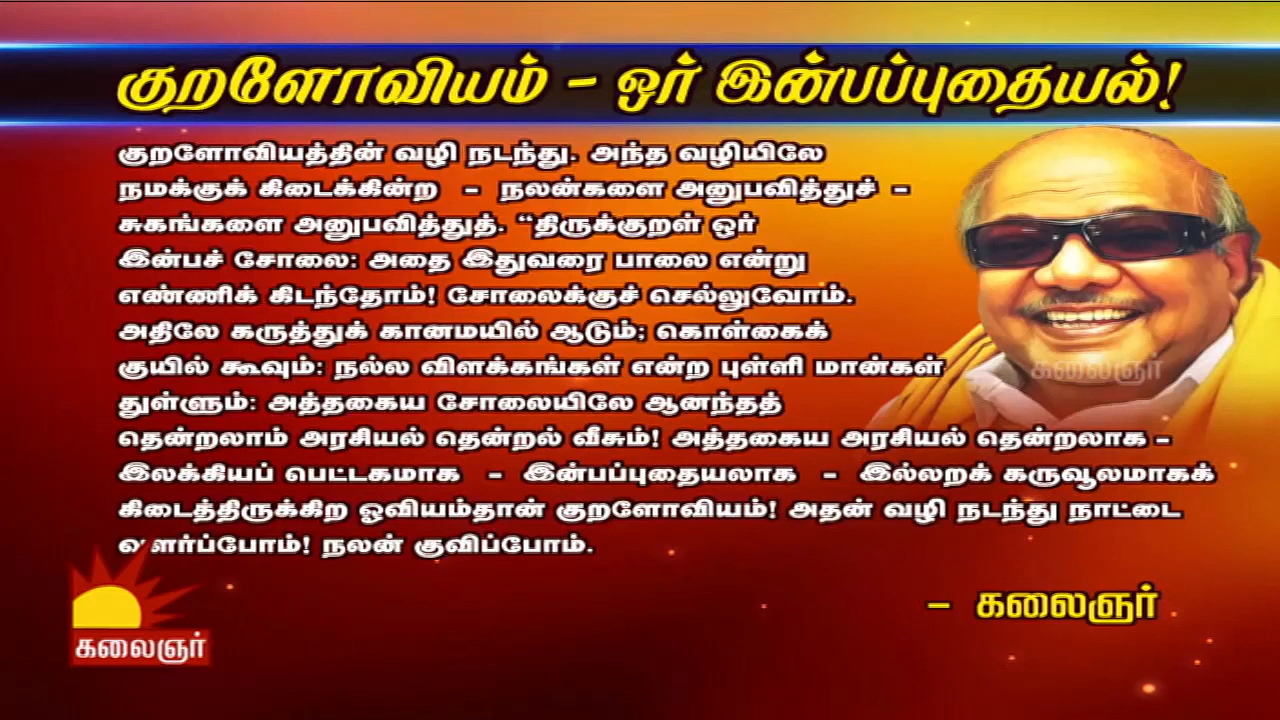 குறளோவியம் - ஓர் இன்பப்புதையல்!
குறளோவியத்தின் வழி நடந்து. அந்த வழியிலே
நமக்குக் கிடைக்கின்ற - நலன்களை அனுபவித்துச் -
சுகங்களை அனுபவித்துத். “திருக்குறள் ஓர்
இன்பச் சோலை: அதை இதுவரை பாலை என்று
எண்ணிக் கிடந்தோம்! சோலைக்குச் செல்லுவோம்.
அதிலே கருத்துக் கானமயில் ஆடும்; கொள்கைக்
குயில் கூவும்: நல்ல விளக்கங்கள் என்ற புள்ளி மான்கள்
துள்ளும்: அத்தகைய சோலையிலே ஆனந்தத்
தென்றலாம் அரசியல் தென்றல் வீசும்! அத்தகைய அரசியல் தென்றலாக -
இலக்கியப் பெட்டகமாக - இன்பப்புதையலாக - இல்லறக் கருவூலமாகக்
கிடைத்திருக்கிற ஓவியம்தான் குறளோவியம்! அதன் வழி நடந்து நாட்டை
வளர்ப்போம்! நலன் குவிப்போம்.
- கலைஞர்
கலைஞர்
கலைஞர்